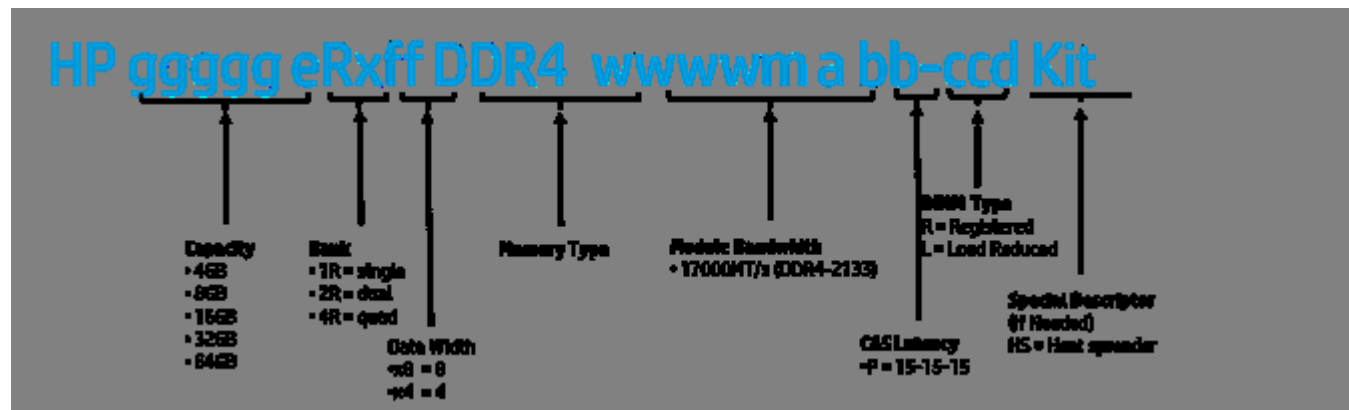 HP ggggg eRxff DDR4 wwwwm a bb-ccd Kit
Capacity
• 4GB
• 8GB
• 16GB
• 32GB
• 64GB
Rank
• 1R = single
• 2R = dual
• 4R = quad
Data Width
•x8 = 8
•x4 = 4
Memory Type
Module Bandwidth
• 17000MT/s (DDR4-2133)
CAS Latency
•P = 15-15-15
DIMM Type
R = Registered
L = Load Reduced
Special Descriptor
(If Needed)
HS = Heat spreader